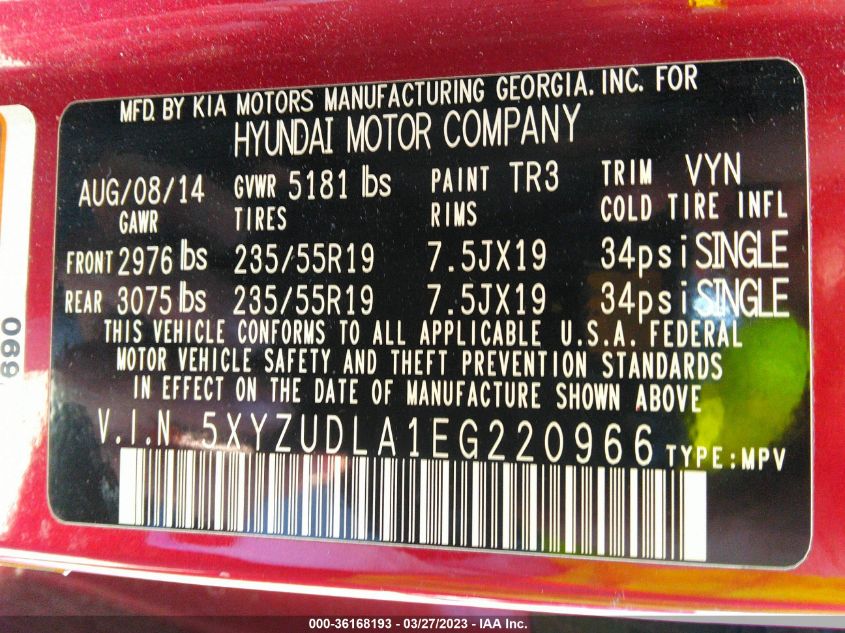 MFD. BY KIA MOTORS MANUFACTURING GEORGIA. INC. FOR
HYUNDAI MOTOR COMPANY
AUG/08/14 GVWR 5181 lbs PAINT TR3 TRIM VYN
GAWR TIRES RIMS COLD TIRE INFL
FRONT 2976 lbs 235/55R19 7.5JX19 34psi SINGLE
REAR 3075 lbs 235/55R19 7.5JX19 34psi SINGLE
THIS VEHICLE CONFORMS TO ALL APPLICABLE U.S.A. FEDERAL
MOTOR VEHICLE SAFETY AND THEFT PREVENTION STANDARDS
IN EFFECT ON THE DATE OF MANUFACTURE SHOWN ABOVE
V.I.N. 5XYZUDLA1EG220966 TYPE:MPV
000-36168193 - 03/27/2023 - IAA Inc.